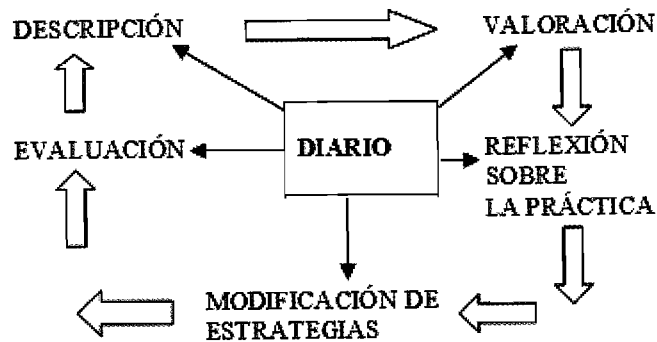 DESCRIPCIÓN
VALORACIÓN
EVALUACIÓN
DIARIO
REFLEXIÓN
SOBRE
LA PRÁCTICA
MODIFICACIÓN DE
ESTRATEGIAS